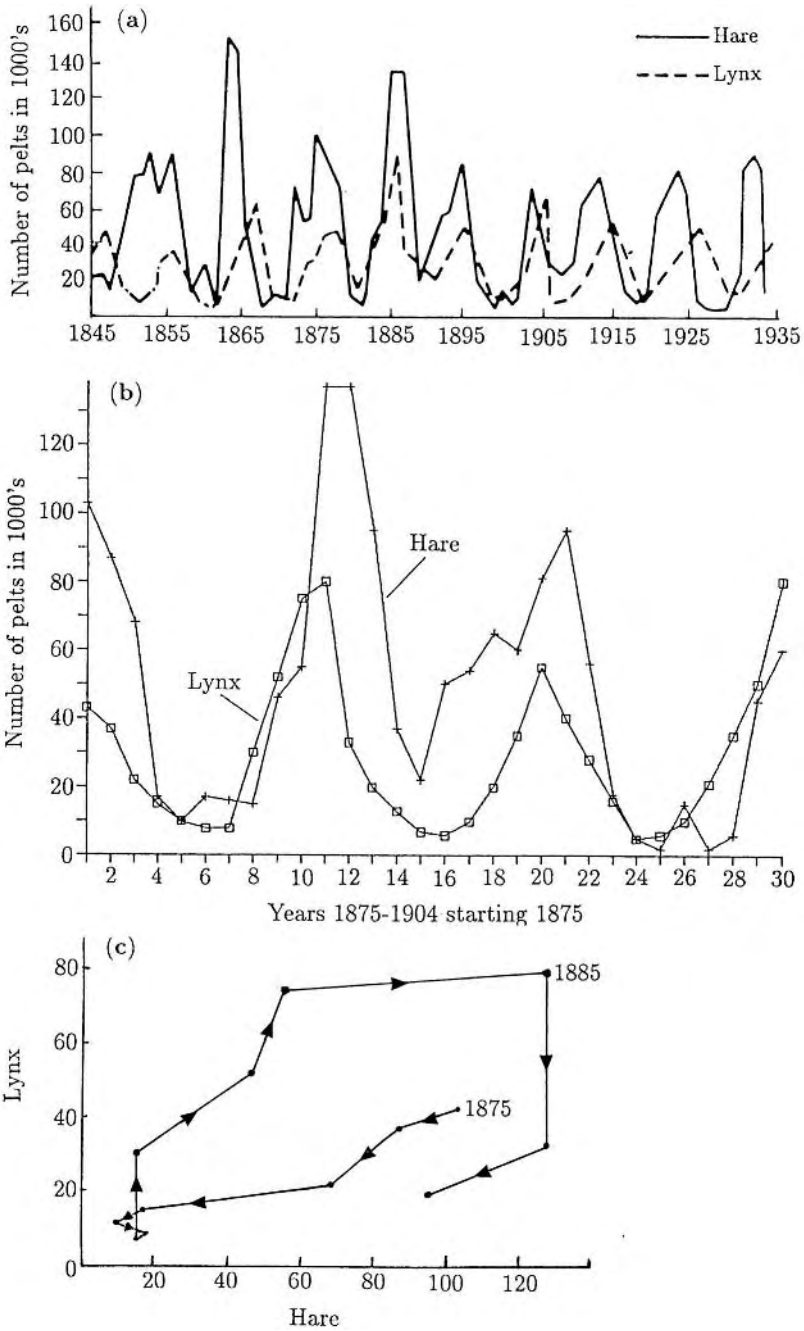 (a)
Number of pelts in 1000's
160
140
120
100
80
60
40
20
Hare
Lynx
1845 1855 1865 1875 1885 1895 1905 1915 1925 1935
(b)
Number of pelts in 1000's
120
100
80
60
40
20
0
Hare
Lynx
2 4 6 8 10 12 14 16 18 20 22 24 26 28 30
Years 1875-1904 starting 1875
(c)
Lynx
80
60
40
20
0
1885
1875
20 40 60 80 100 120
Hare